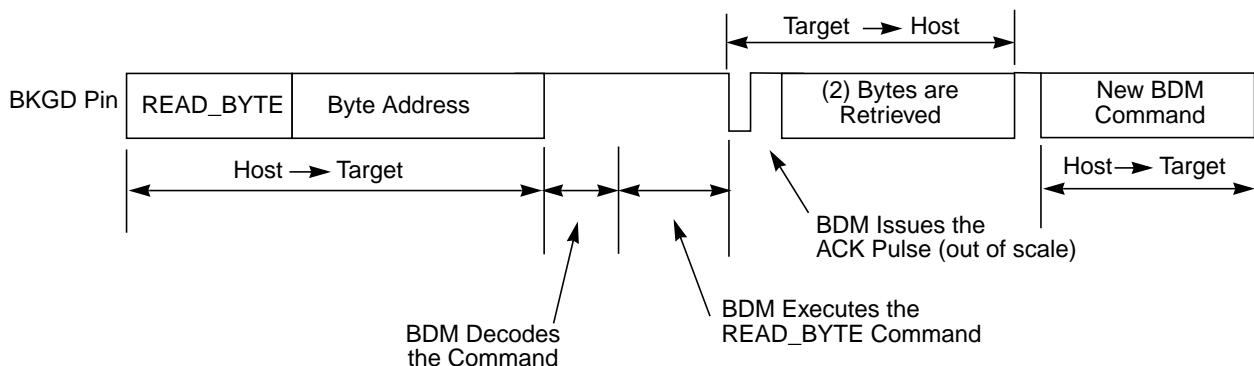 Target → Host
BKGD Pin
READ_BYTE
Byte Address
(2) Bytes are
Retrieved
New BDM
Command
Host → Target
Host → Target
BDM Issues the
ACK Pulse (out of scale)
BDM Decodes
the Command
BDM Executes the
READ_BYTE Command